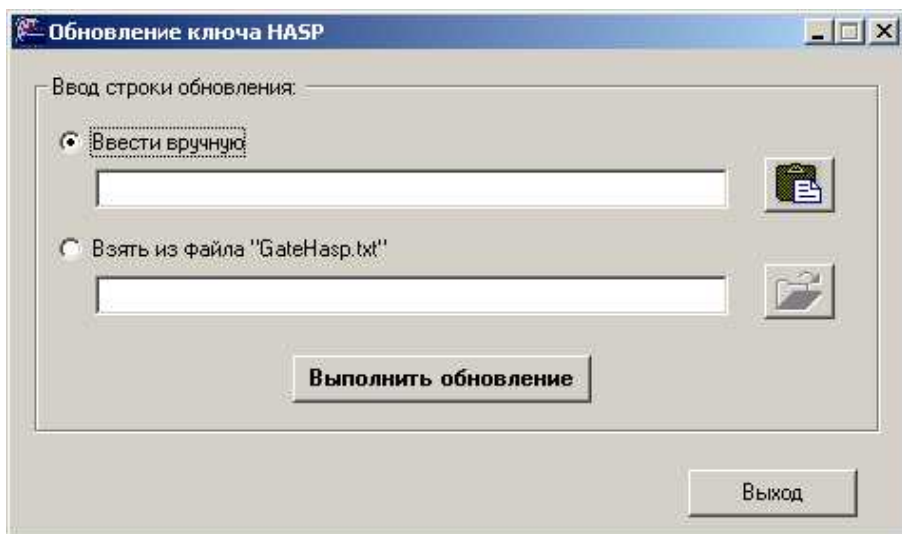 Обновление ключа HASP
Ввод строки обновления:
Ввести вручную
Взять из файла "GateHasp.txt"
Выполнить обновление
Выход